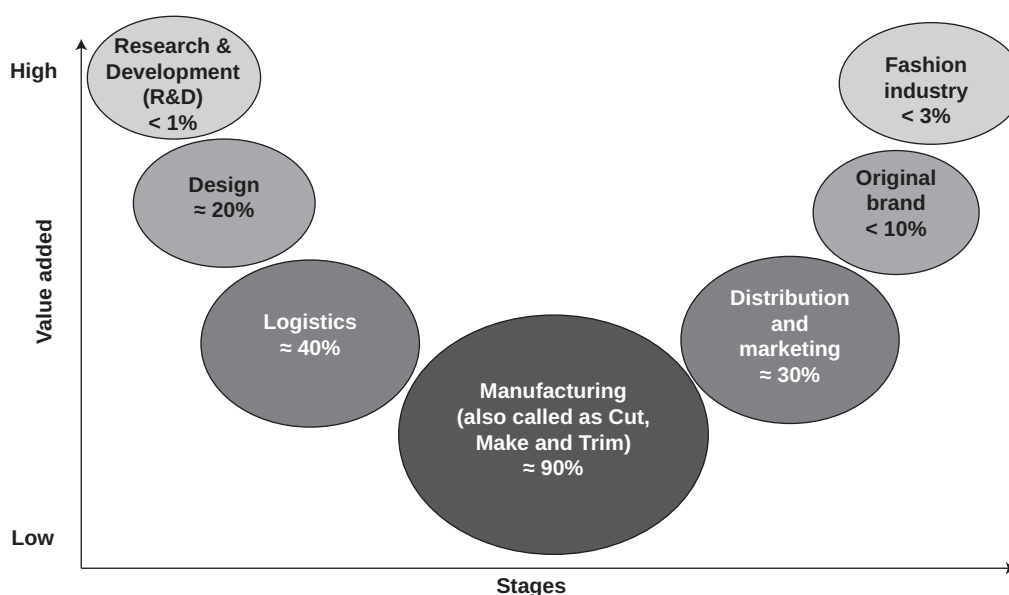 High
Value added
Low
Research &
Development
(R&D)
< 1%
Design
≈ 20%
Logistics
≈ 40%
Manufacturing
(also called as Cut,
Make and Trim)
≈ 90%
Distribution
and
marketing
≈ 30%
Original
brand
< 10%
Fashion
industry
< 3%
Stages